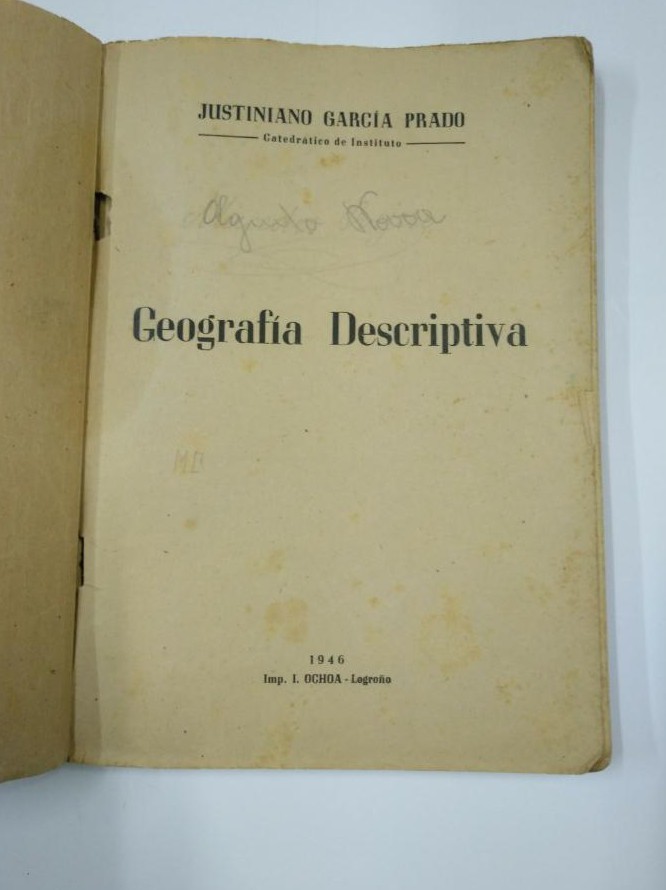 JUSTINIANO GARCÍA PRADO
Catedrático de Instituto
Geografía Descriptiva
1946
Imp. I. OCHOA - Logroño